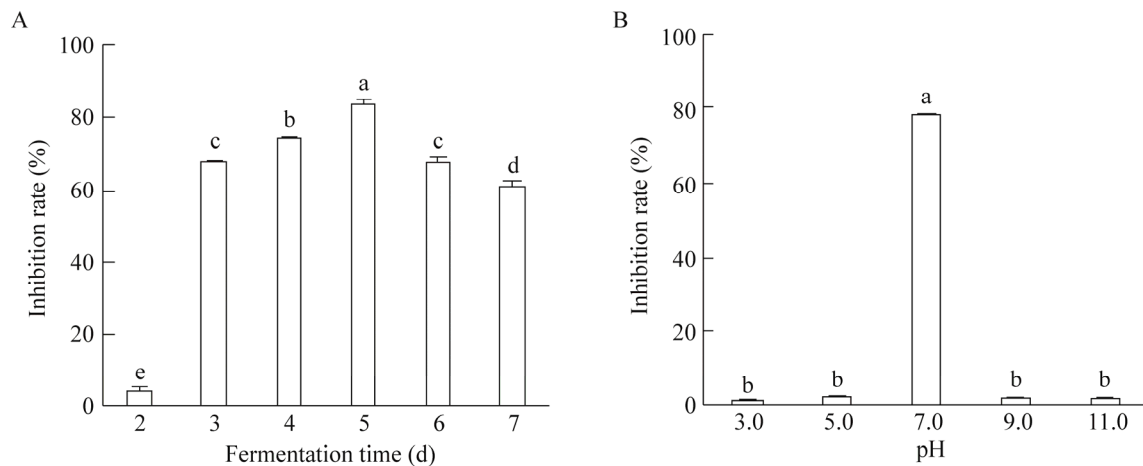 A
Inhibition rate (%)
100
80
60
40
20
0
e
c
b
a
c
d
2 3 4 5 6 7
Fermentation time (d)
B
Inhibition rate (%)
100
80
60
40
20
0
b
b
a
b
b
3.0 5.0 7.0 9.0 11.0
pH